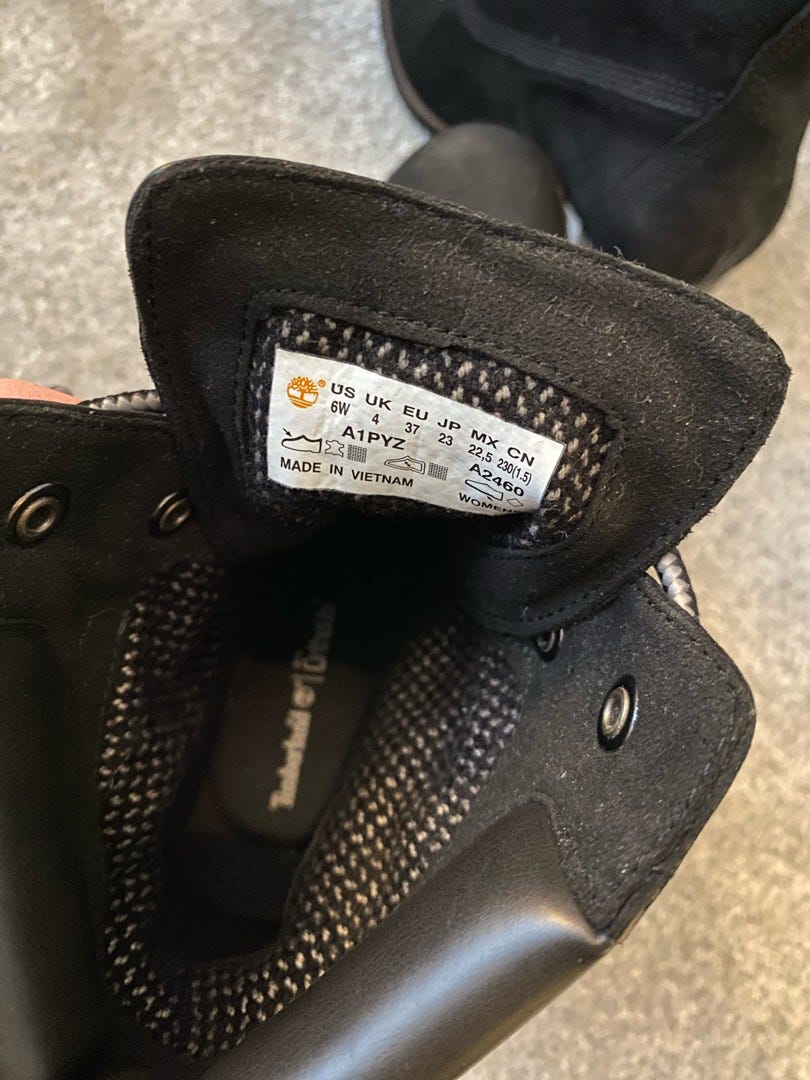 US UK EU JP MX CN
6W 4 37 23 22,5 230(1.5)
A1PYZ A2460
MADE IN VIETNAM WOMENS
Timberland